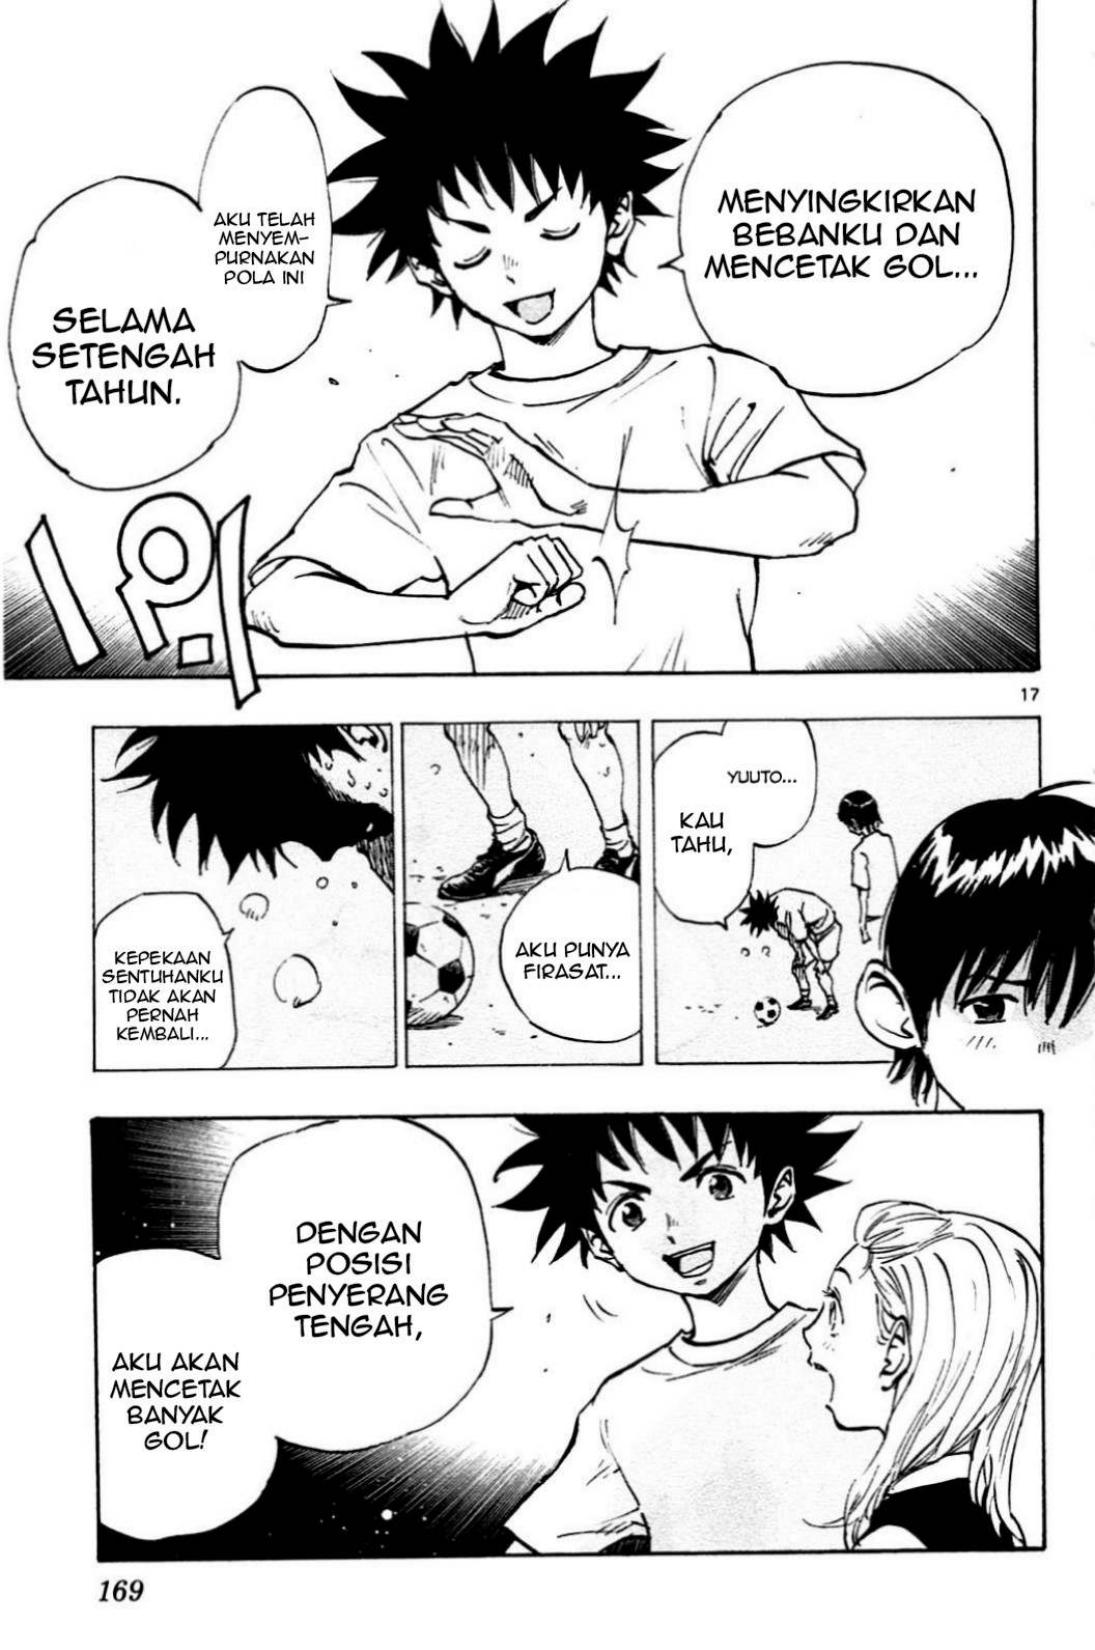 MENYINGKIRKAN
BEBANKU DAN
MENCETAK GOL...
AKU TELAH
MENYEM-
PURNAKAN
POLA INI
SELAMA
SETENGAH
TAHUN.
17
YUUTO...
KAU
TAHU,
AKU PUNYA
FIRASAT...
KEPEKAAN
SENTUHANKU
TIDAK AKAN
PERNAH
KEMBALI...
DENGAN
POSISI
PENYERANG
TENGAH,
AKU AKAN
MENCETAK
BANYAK
GOL!
169